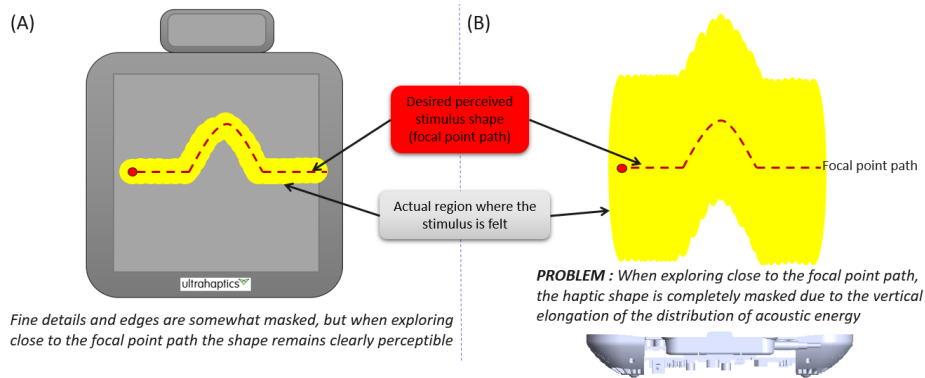 (A)
(B)
Desired perceived
stimulus shape
(focal point path)
Focal point path
Actual region where the
stimulus is felt
ultrahaptics
Fine details and edges are somewhat masked, but when exploring
close to the focal point path the shape remains clearly perceptible
PROBLEM : When exploring close to the focal point path,
the haptic shape is completely masked due to the vertical
elongation of the distribution of acoustic energy